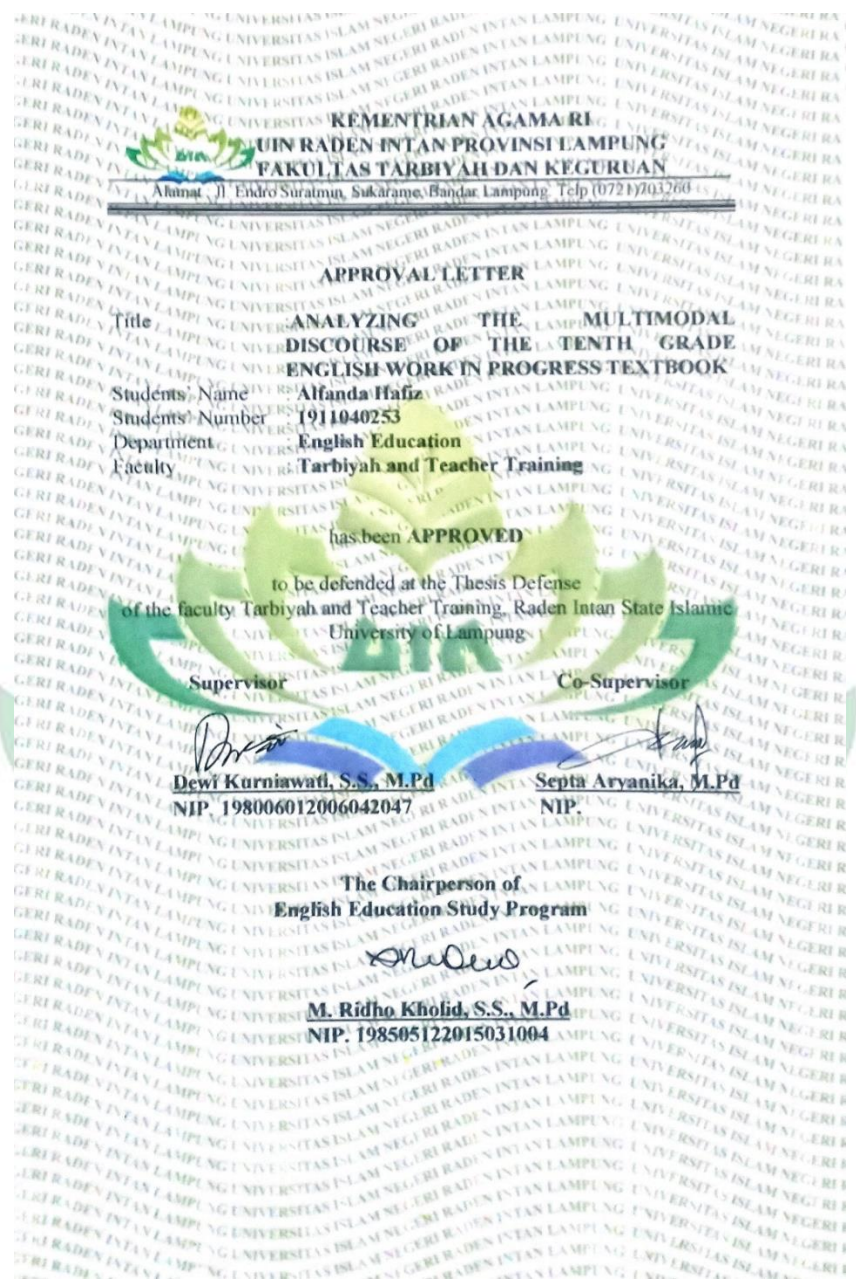 KEMENTRIAN AGAMA RI
UIN RADEN INTAN PROVINSI LAMPUNG
FAKULTAS TARBIYAH DAN KEGURUAN
Alamat : Jl. Endro Suratmin, Sukarame, Bandar Lampung. Telp (0721)703260
APPROVAL LETTER
Title : ANALYZING THE MULTIMODAL
DISCOURSE OF THE TENTH GRADE
ENGLISH WORK IN PROGRESS TEXTBOOK
Students' Name : Alfanda Hafiz
Students' Number : 1911040253
Department : English Education
Faculty : Tarbiyah and Teacher Training
has been APPROVED
to be defended at the Thesis Defense
of the faculty Tarbiyah and Teacher Training, Raden Intan State Islamic
University of Lampung
UIN
Supervisor Co-Supervisor
Dewi Kurniawati, S.S., M.Pd Septa Aryanika, M.Pd
NIP. 198006012006042047 NIP.
The Chairperson of
English Education Study Program
M. Ridho Kholid, S.S., M.Pd
NIP. 198505122015031004